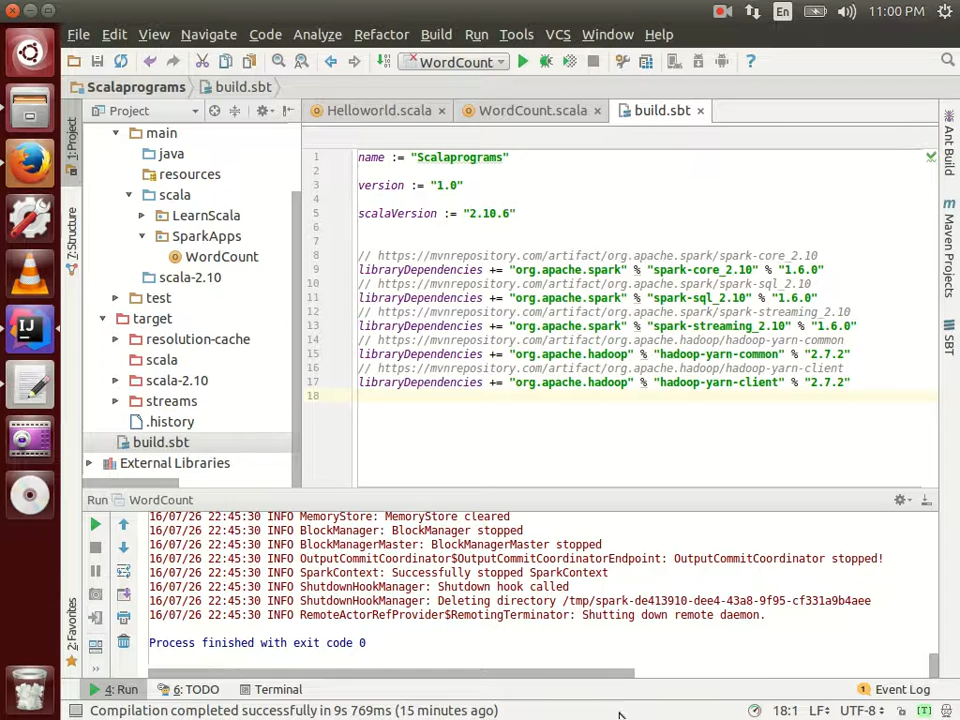 En
11:00 PM
File Edit View Navigate Code Analyze Refactor Build Run Tools VCS Window Help
WordCount
Scalaprograms build.sbt
Project
Helloworld.scala
WordCount.scala
build.sbt
1:Project
7:Structure
2:Favorites
main
java
resources
scala
LearnScala
SparkApps
WordCount
scala-2.10
test
target
resolution-cache
scala
scala-2.10
streams
.history
build.sbt
External Libraries
1 name := "Scalaprograms"
2
3 version := "1.0"
4
5 scalaVersion := "2.10.6"
6
7
8 // https://mvnrepository.com/artifact/org.apache.spark/spark-core_2.10
9 libraryDependencies += "org.apache.spark" % "spark-core_2.10" % "1.6.0"
10 // https://mvnrepository.com/artifact/org.apache.spark/spark-sql_2.10
11 libraryDependencies += "org.apache.spark" % "spark-sql_2.10" % "1.6.0"
12 // https://mvnrepository.com/artifact/org.apache.spark/spark-streaming_2.10
13 libraryDependencies += "org.apache.spark" % "spark-streaming_2.10" % "1.6.0"
14 // https://mvnrepository.com/artifact/org.apache.hadoop/hadoop-yarn-common
15 libraryDependencies += "org.apache.hadoop" % "hadoop-yarn-common" % "2.7.2"
16 // https://mvnrepository.com/artifact/org.apache.hadoop/hadoop-yarn-client
17 libraryDependencies += "org.apache.hadoop" % "hadoop-yarn-client" % "2.7.2"
18
Ant Build
Maven Projects
SBT
Run WordCount
16/07/26 22:45:30 INFO MemoryStore: MemoryStore cleared
16/07/26 22:45:30 INFO BlockManager: BlockManager stopped
16/07/26 22:45:30 INFO BlockManagerMaster: BlockManagerMaster stopped
16/07/26 22:45:30 INFO OutputCommitCoordinator$OutputCommitCoordinatorEndpoint: OutputCommitCoordinator stopped!
16/07/26 22:45:30 INFO SparkContext: Successfully stopped SparkContext
16/07/26 22:45:30 INFO ShutdownHookManager: Shutdown hook called
16/07/26 22:45:30 INFO ShutdownHookManager: Deleting directory /tmp/spark-de413910-dee4-43a8-9f95-cf331a9b4aee
16/07/26 22:45:30 INFO RemoteActorRefProvider$RemotingTerminator: Shutting down remote daemon.
Process finished with exit code 0
4: Run 6: TODO Terminal 1 Event Log
Compilation completed successfully in 9s 769ms (15 minutes ago) 18:1 LF UTF-8 [T]